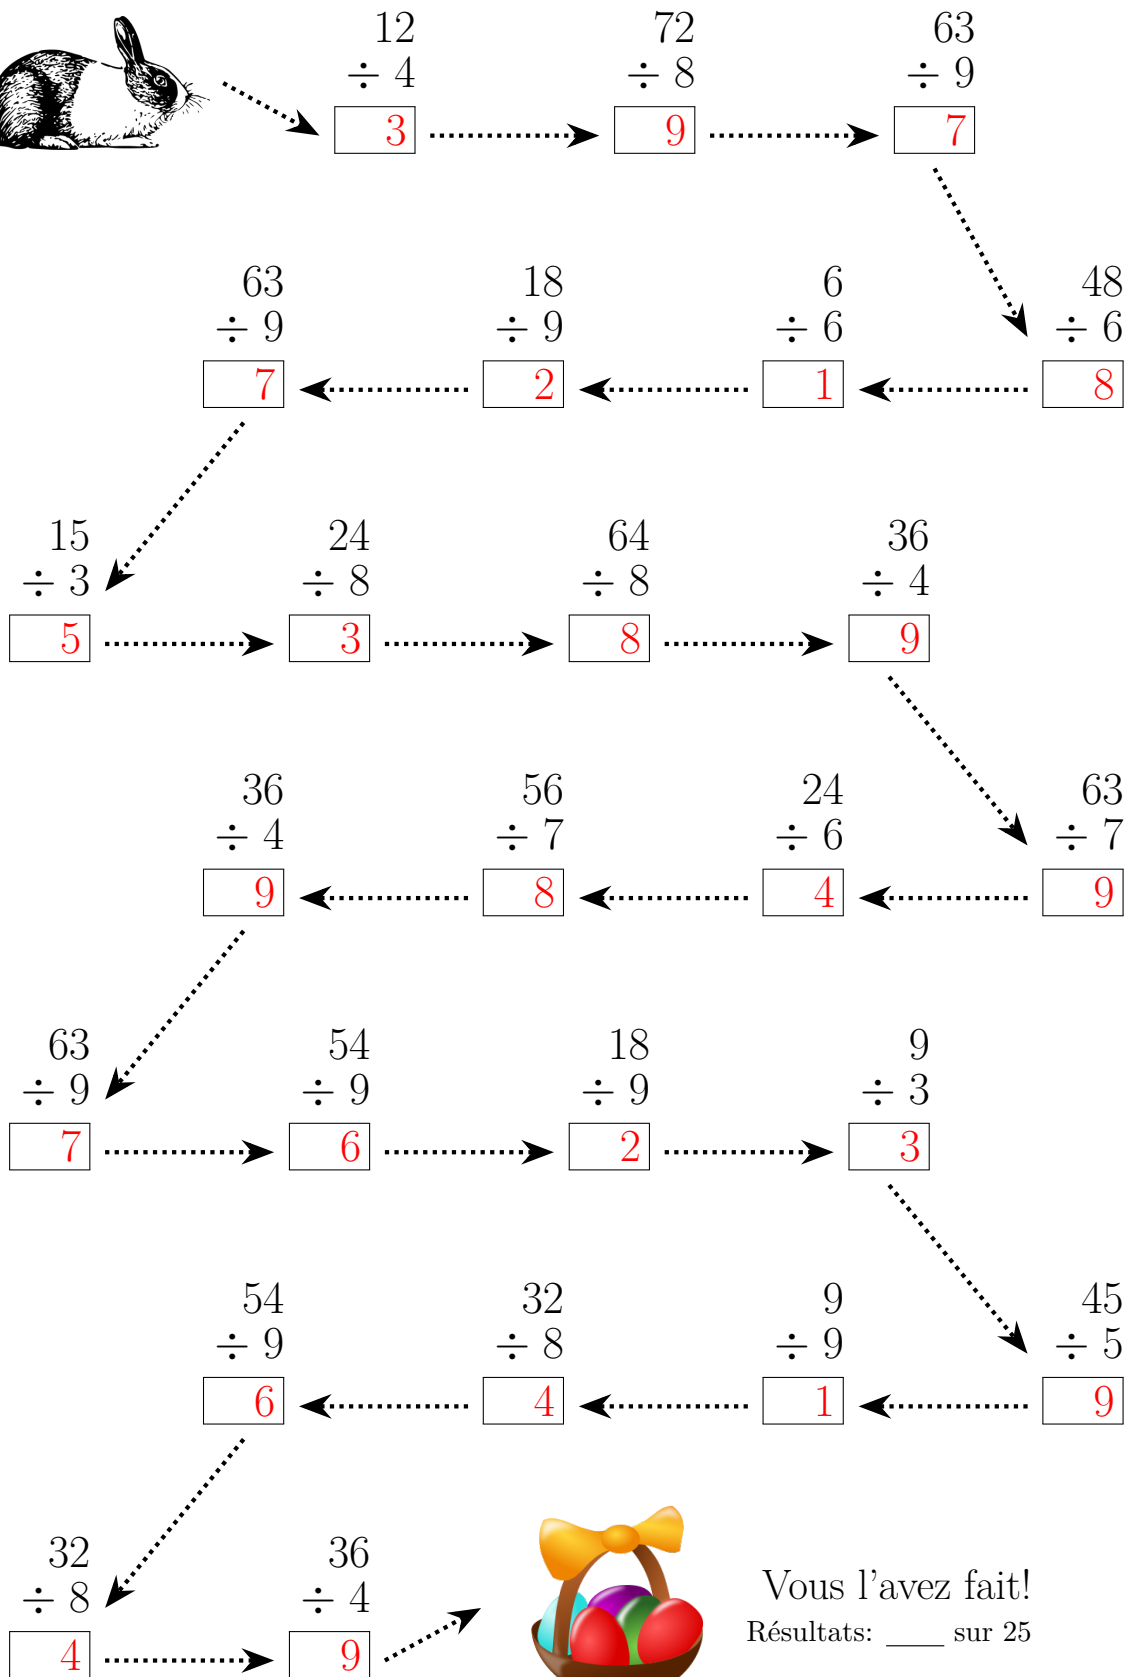 12 72 63
÷ 4 ÷ 8 ÷ 9
3 9 7
63 18 6 48
÷ 9 ÷ 9 ÷ 6 ÷ 6
7 2 1 8
15 24 64 36
÷ 3 ÷ 8 ÷ 8 ÷ 4
5 3 8 9
36 56 24 63
÷ 4 ÷ 7 ÷ 6 ÷ 7
9 8 4 9
63 54 18 9
÷ 9 ÷ 9 ÷ 9 ÷ 3
7 6 2 3
54 32 9 45
÷ 9 ÷ 8 ÷ 9 ÷ 5
6 4 1 9
32 36
÷ 8 ÷ 4
4 9
Vous l'avez fait!
Résultats: ____ sur 25